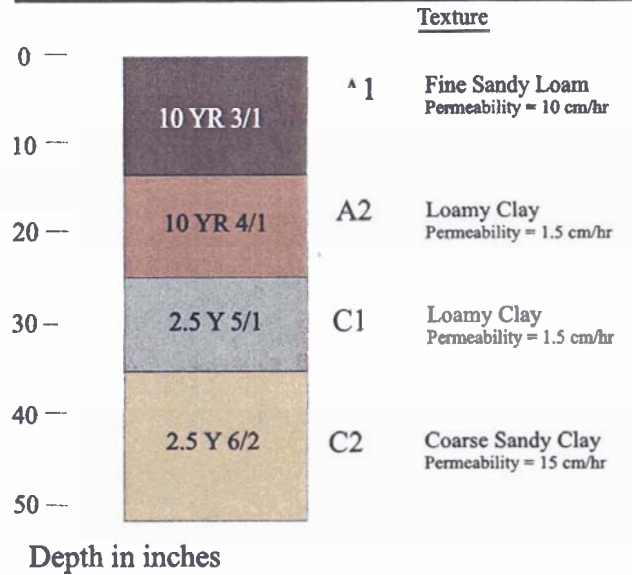 Texture
0
10 YR 3/1
A1
Fine Sandy Loam
Permeability = 10 cm/hr
10
10 YR 4/1
A2
Loamy Clay
Permeability = 1.5 cm/hr
20
2.5 Y 5/1
C1
Loamy Clay
Permeability = 1.5 cm/hr
30
40
2.5 Y 6/2
C2
Coarse Sandy Clay
Permeability = 15 cm/hr
50
Depth in inches